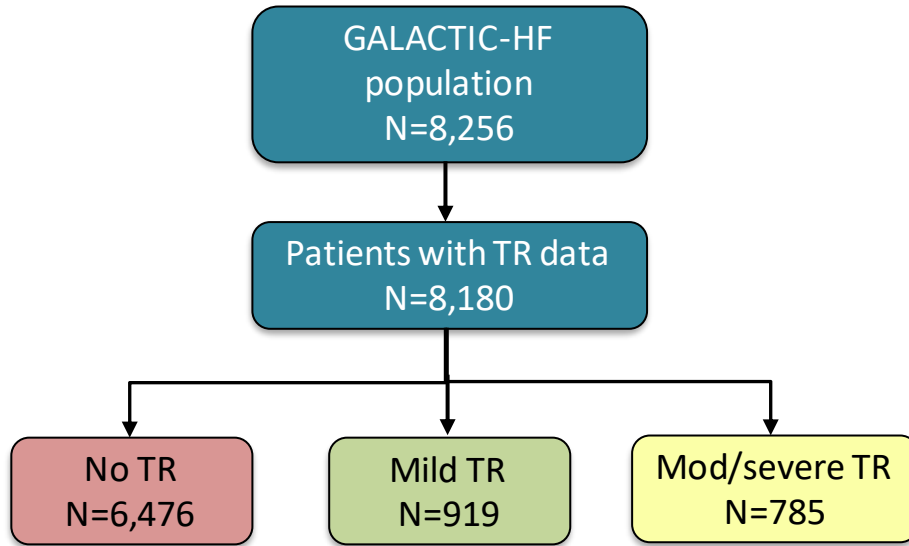 GALACTIC-HF
population
N=8,256
Patients with TR data
N=8,180
No TR
N=6,476
Mild TR
N=919
Mod/severe TR
N=785